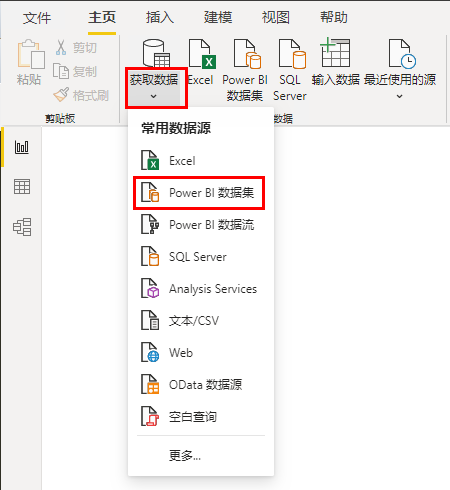 文件 主页 插入 建模 视图 帮助
粘贴
剪切
复制
格式刷
剪贴板
获取数据
Excel
Power BI
数据集
SQL
Server
输入数据
最近使用的源
数据
常用数据源
Excel
Power BI 数据集
Power BI 数据流
SQL Server
Analysis Services
文本/CSV
Web
OData 数据源
空白查询
更多...